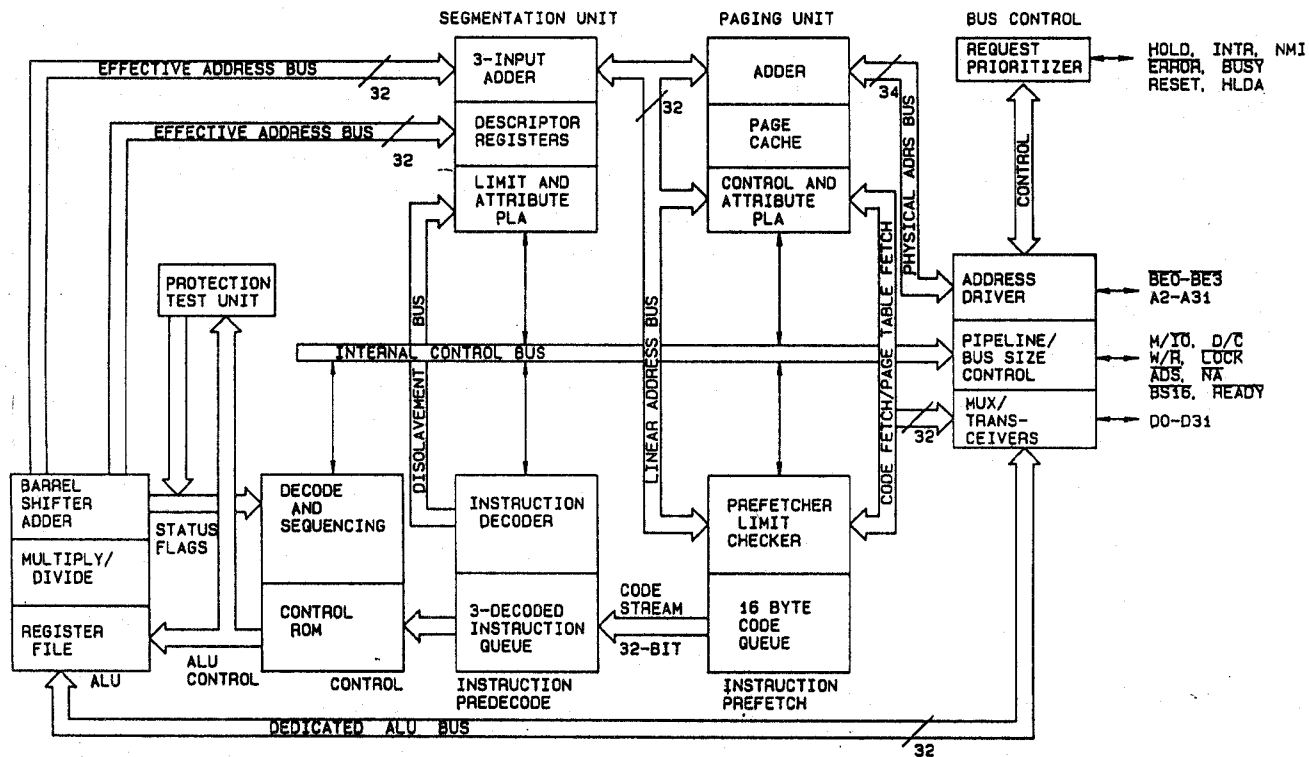 SEGMENTATION UNIT
PAGING UNIT
BUS CONTROL
3-INPUT
ADDER
DESCRIPTOR
REGISTERS
LIMIT AND
ATTRIBUTE
PLA
ADDER
PAGE
CACHE
CONTROL AND
ATTRIBUTE
PLA
REQUEST
PRIORITIZER
HOLD, INTR, NMI
ERROR, BUSY
RESET, HLDA
EFFECTIVE ADDRESS BUS
32
EFFECTIVE ADDRESS BUS
32
32
34
PHYSICAL ADRS BUS
CONTROL
PROTECTION
TEST UNIT
DISOLAVEMENT BUS
LINEAR ADDRESS BUS
CODE FETCH/PAGE TABLE FETCH
INTERNAL CONTROL BUS
ADDRESS
DRIVER
BE0-BE3
A2-A31
PIPELINE/
BUS SIZE
CONTROL
M/IO, D/C
W/R, LOCK
ADS, NA
BS16, READY
MUX/
TRANS-
CEIVERS
32
D0-D31
BARREL
SHIFTER
ADDER
MULTIPLY/
DIVIDE
REGISTER
FILE
ALU
STATUS
FLAGS
ALU
CONTROL
DECODE
AND
SEQUENCING
CONTROL
ROM
CONTROL
INSTRUCTION
DECODER
3-DECODED
INSTRUCTION
QUEUE
INSTRUCTION
PREDECODE
CODE
STREAM
32-BIT
PREFETCHER
LIMIT
CHECKER
16 BYTE
CODE
QUEUE
INSTRUCTION
PREFETCH
DEDICATED ALU BUS
32